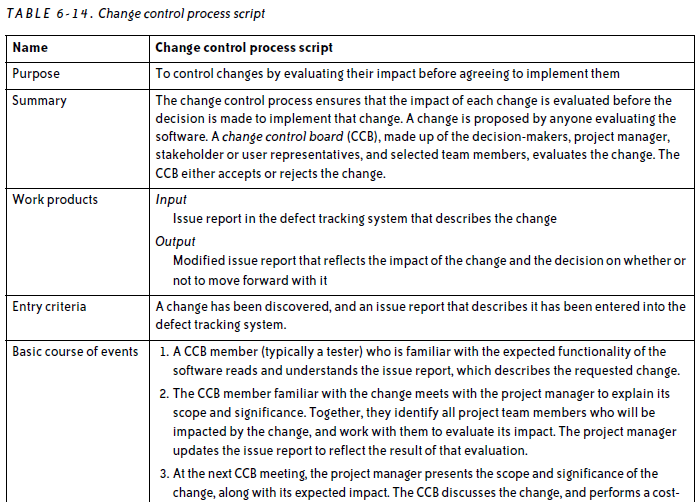 TABLE 6-14. Change control process script
Name Change control process script
Purpose To control changes by evaluating their impact before agreeing to implement them
Summary The change control process ensures that the impact of each change is evaluated before the
decision is made to implement that change. A change is proposed by anyone evaluating the
software. A change control board (CCB), made up of the decision-makers, project manager,
stakeholder or user representatives, and selected team members, evaluates the change. The
CCB either accepts or rejects the change.
Work products Input
Issue report in the defect tracking system that describes the change
Output
Modified issue report that reflects the impact of the change and the decision on whether or
not to move forward with it
Entry criteria A change has been discovered, and an issue report that describes it has been entered into the
defect tracking system.
Basic course of events 1. A CCB member (typically a tester) who is familiar with the expected functionality of the
software reads and understands the issue report, which describes the requested change.
2. The CCB member familiar with the change meets with the project manager to explain its
scope and significance. Together, they identify all project team members who will be
impacted by the change, and work with them to evaluate its impact. The project manager
updates the issue report to reflect the result of that evaluation.
3. At the next CCB meeting, the project manager presents the scope and significance of the
change, along with its expected impact. The CCB discusses the change, and performs a cost-